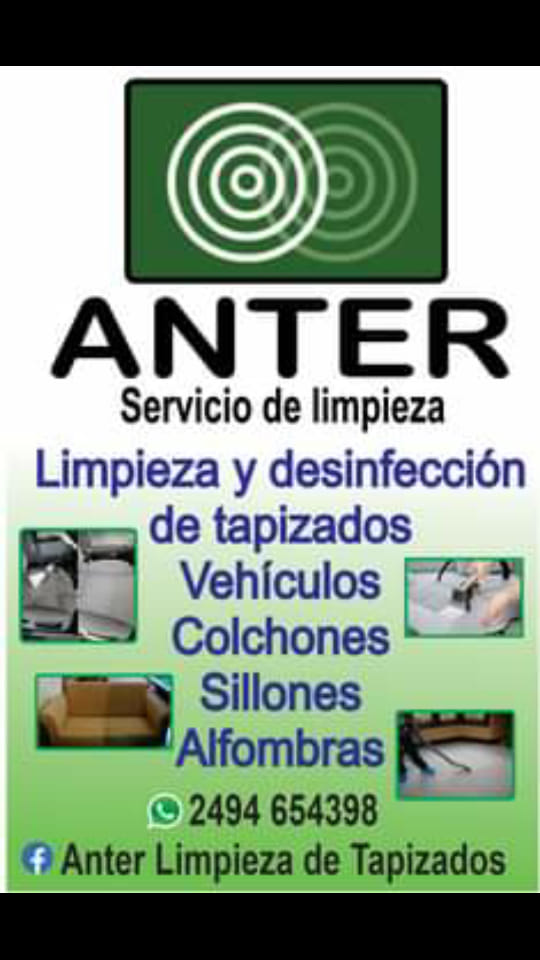 ANTER
Servicio de limpieza
Limpieza y desinfección
de tapizados
Vehículos
Colchones
Sillones
Alfombras
2494 654398
Anter Limpieza de Tapizados